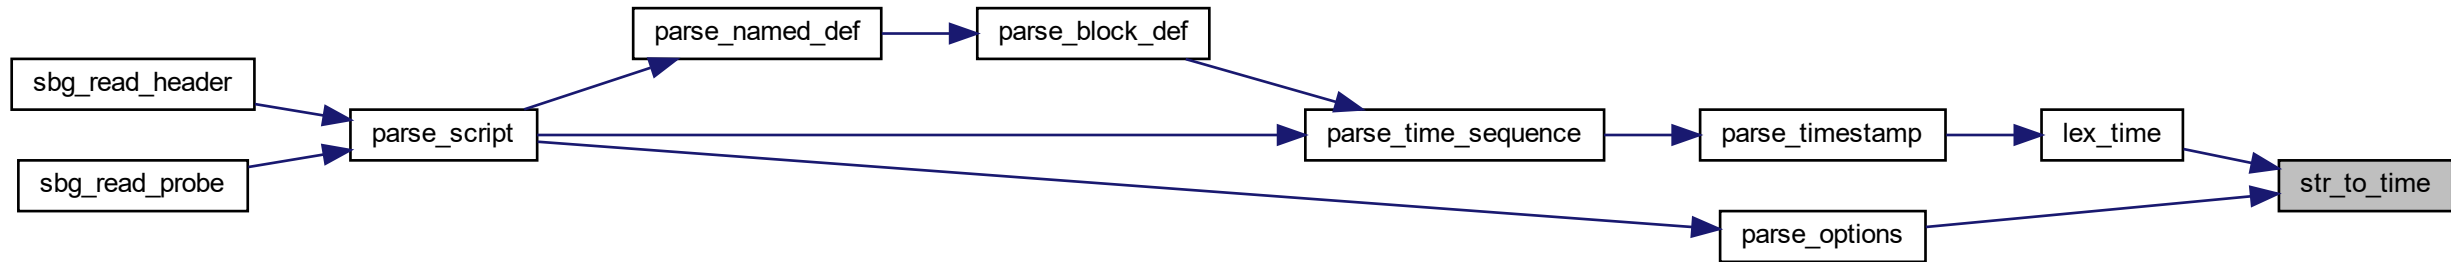 parse_named_def
parse_block_def
sbg_read_header
parse_script
parse_time_sequence
parse_timestamp
lex_time
sbg_read_probe
str_to_time
parse_options